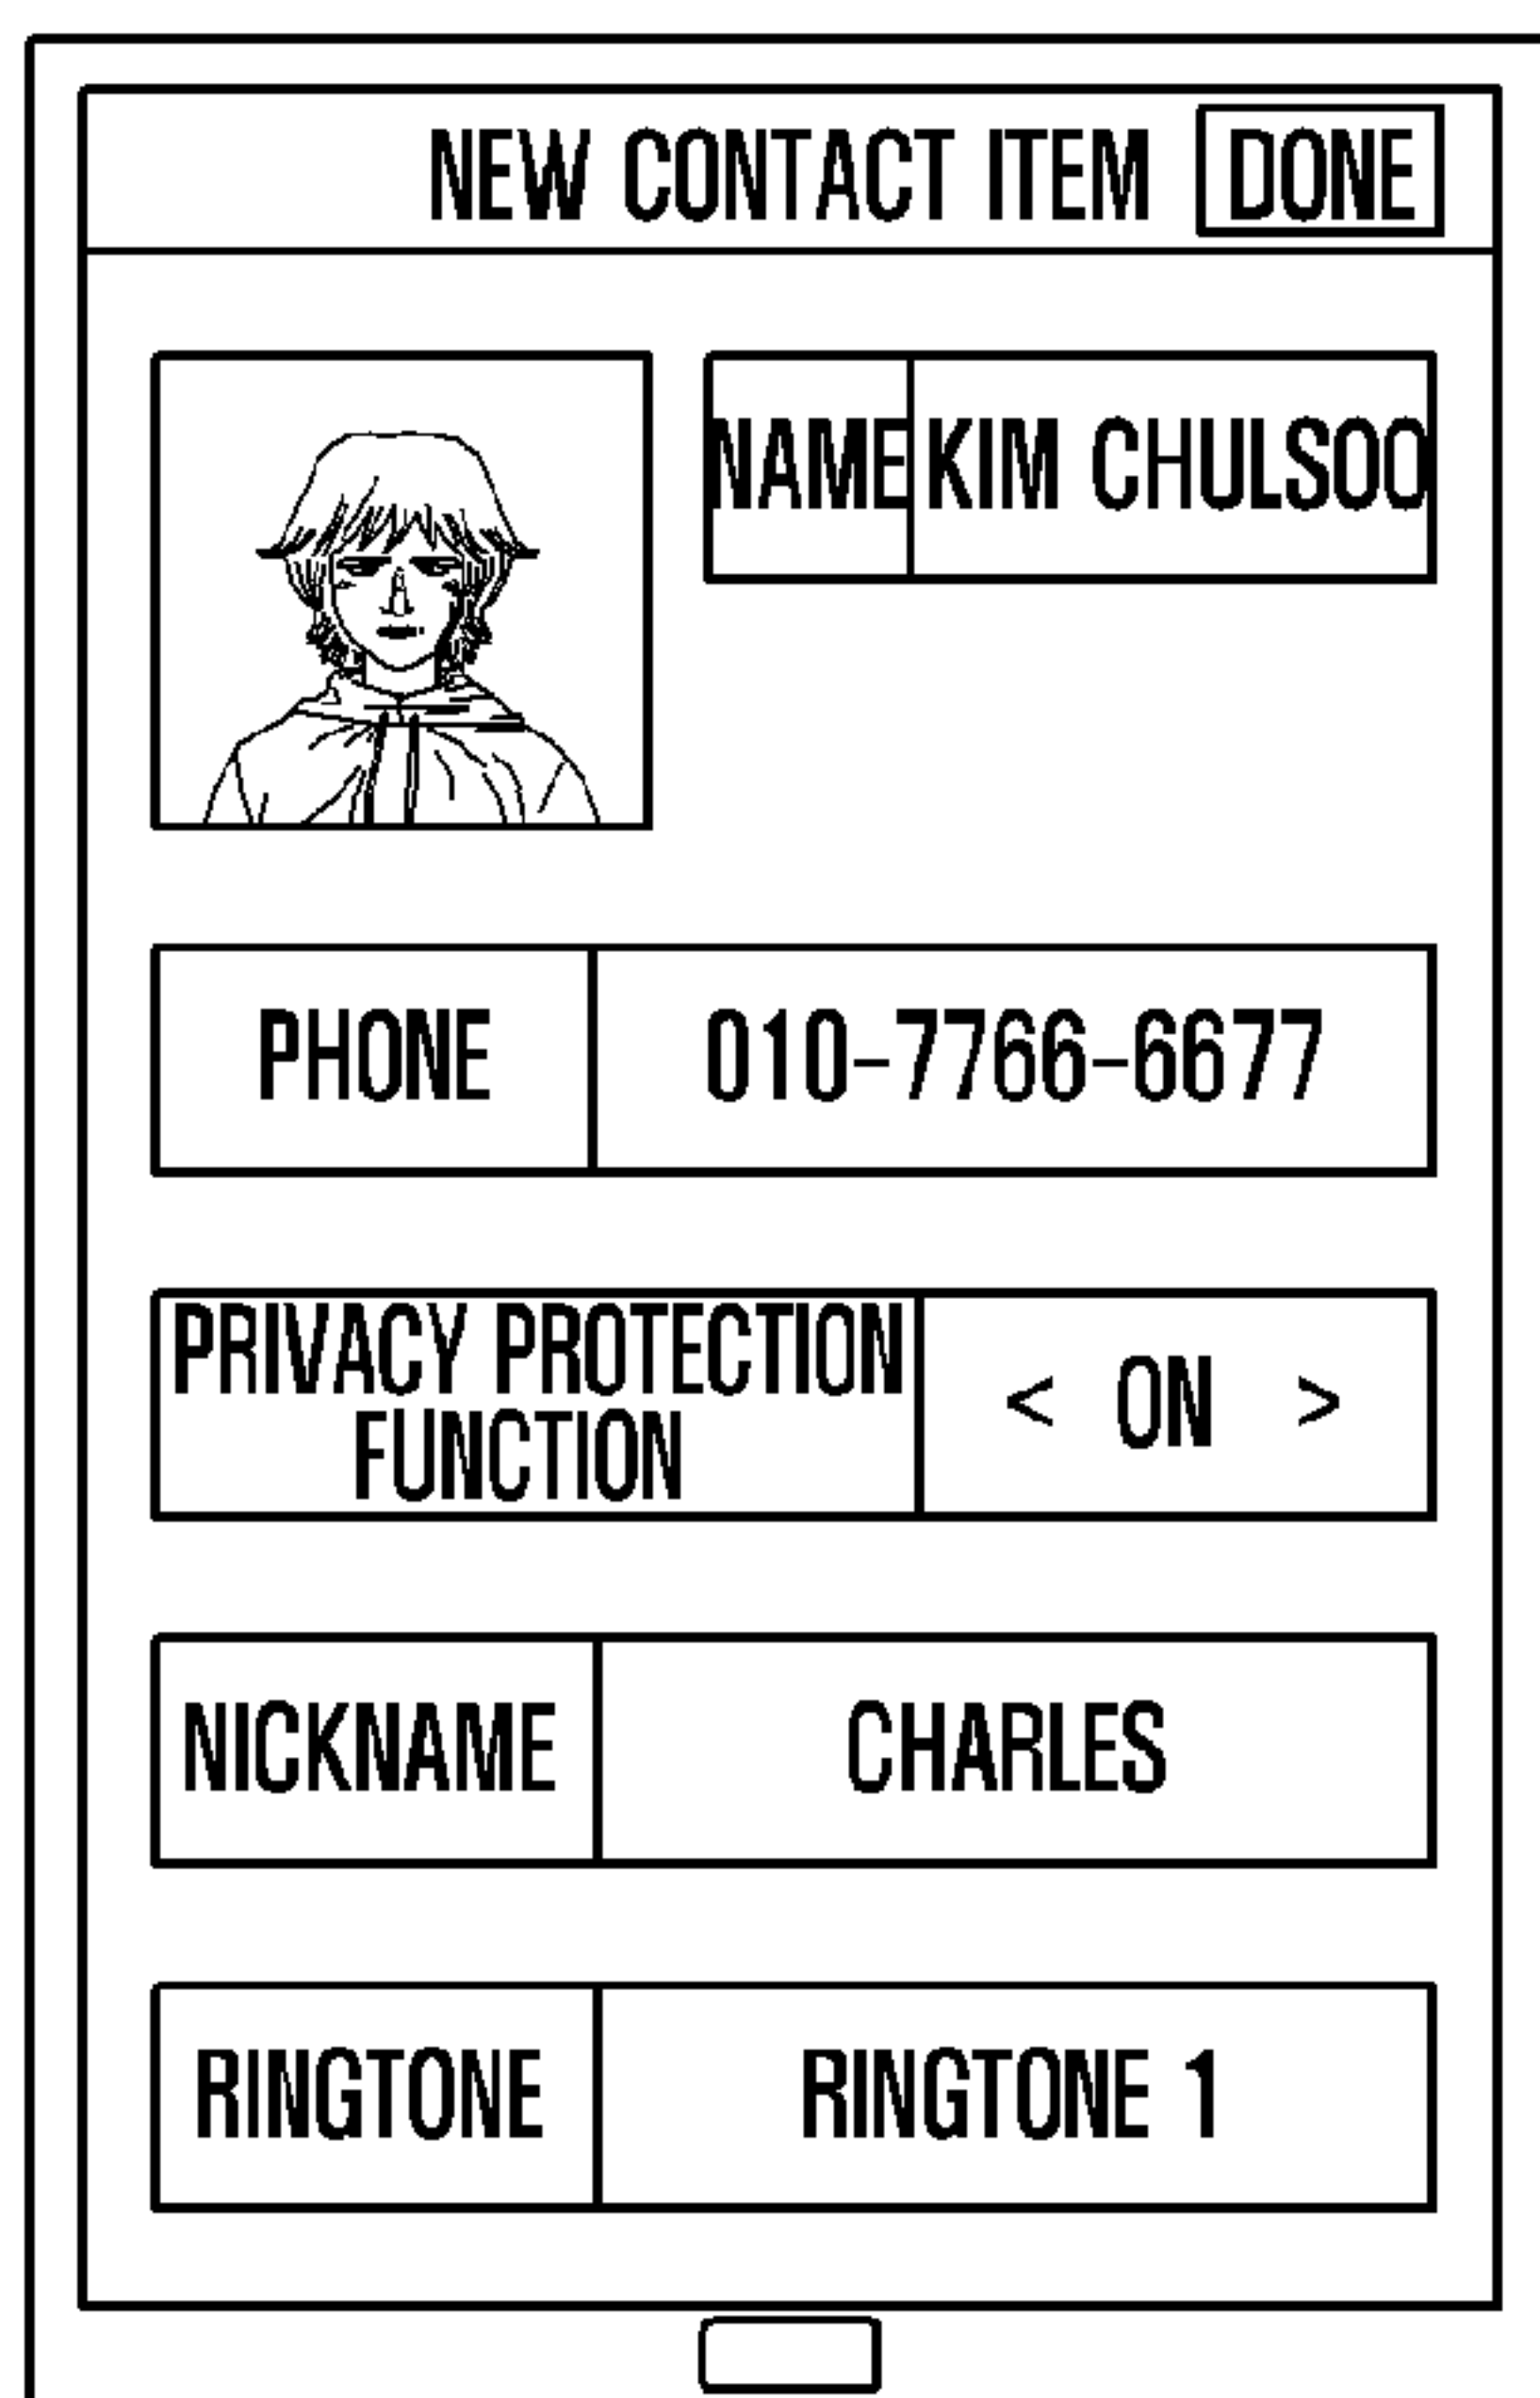 NEW CONTACT ITEM DONE
NAME KIM CHULSOO
PHONE 010-7766-6677
PRIVACY PROTECTION
FUNCTION
< ON >
NICKNAME CHARLES
RINGTONE RINGTONE 1